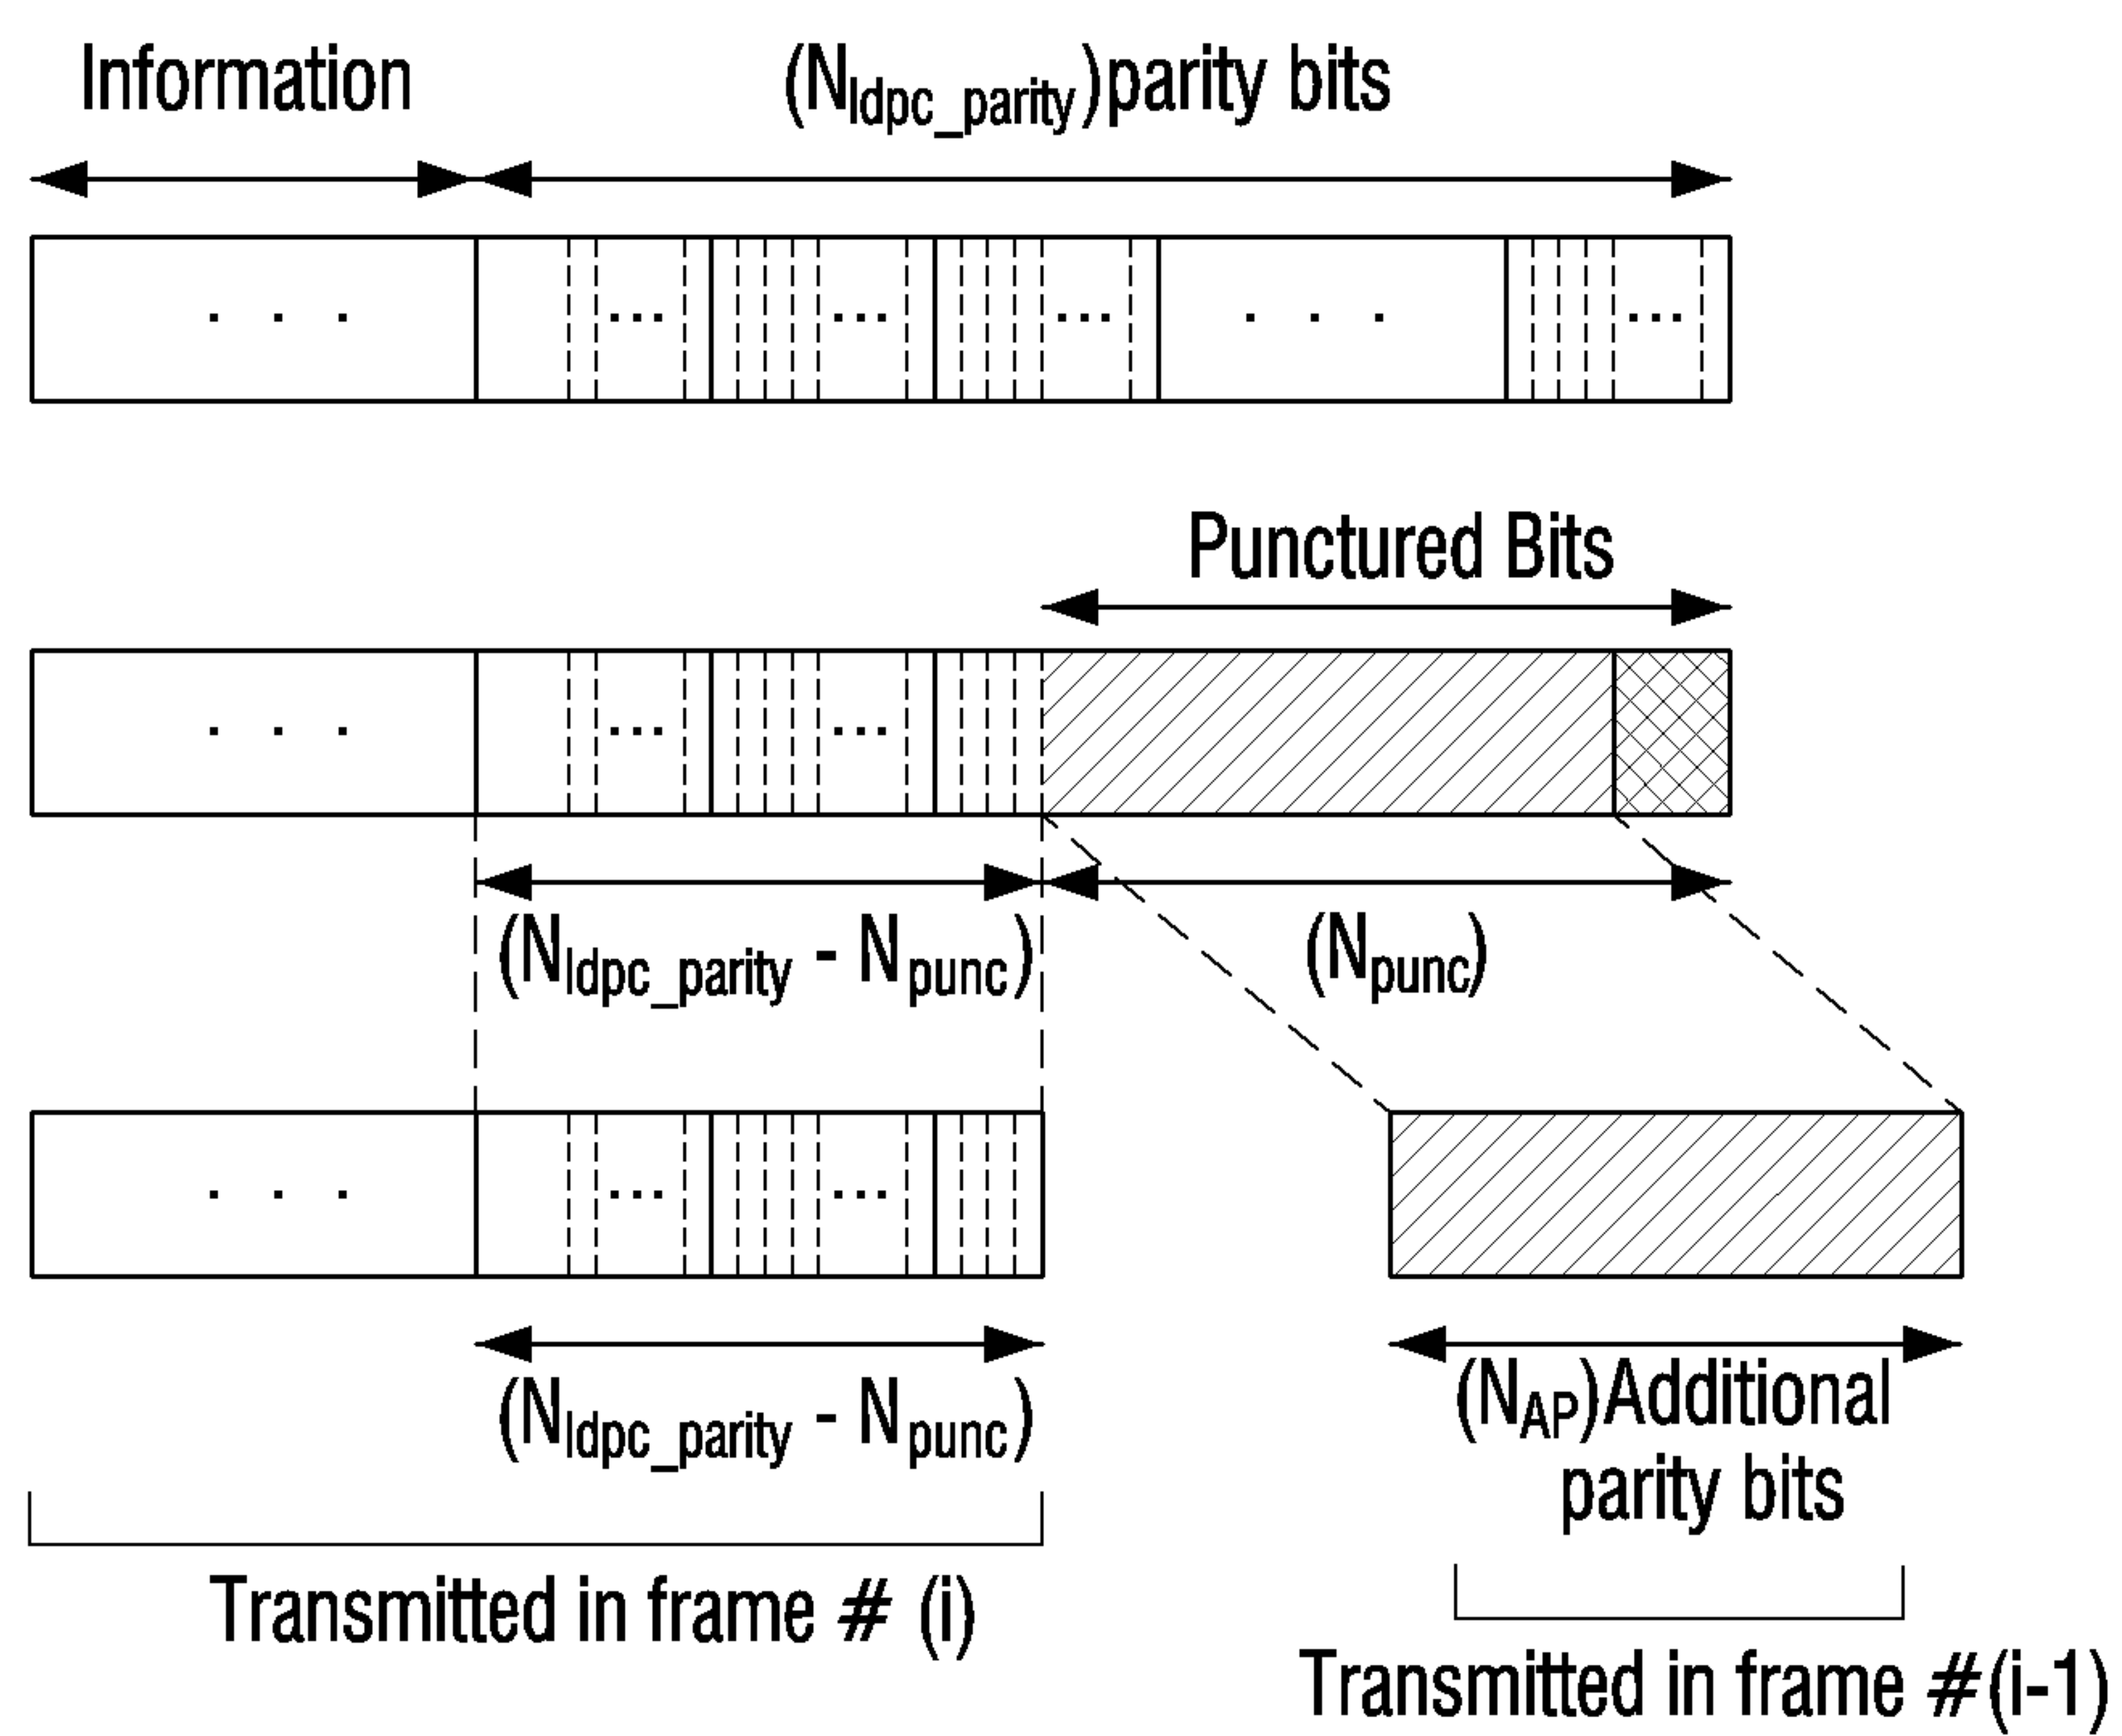 Information
(Nldpc_parity)parity bits
. . .
...
...
...
. . .
...
Punctured Bits
. . .
...
...
(Nldpc_parity - Npunc)
(Npunc)
. . .
...
...
(Nldpc_parity - Npunc)
(NAP)Additional
parity bits
Transmitted in frame # (i)
Transmitted in frame #(i-1)